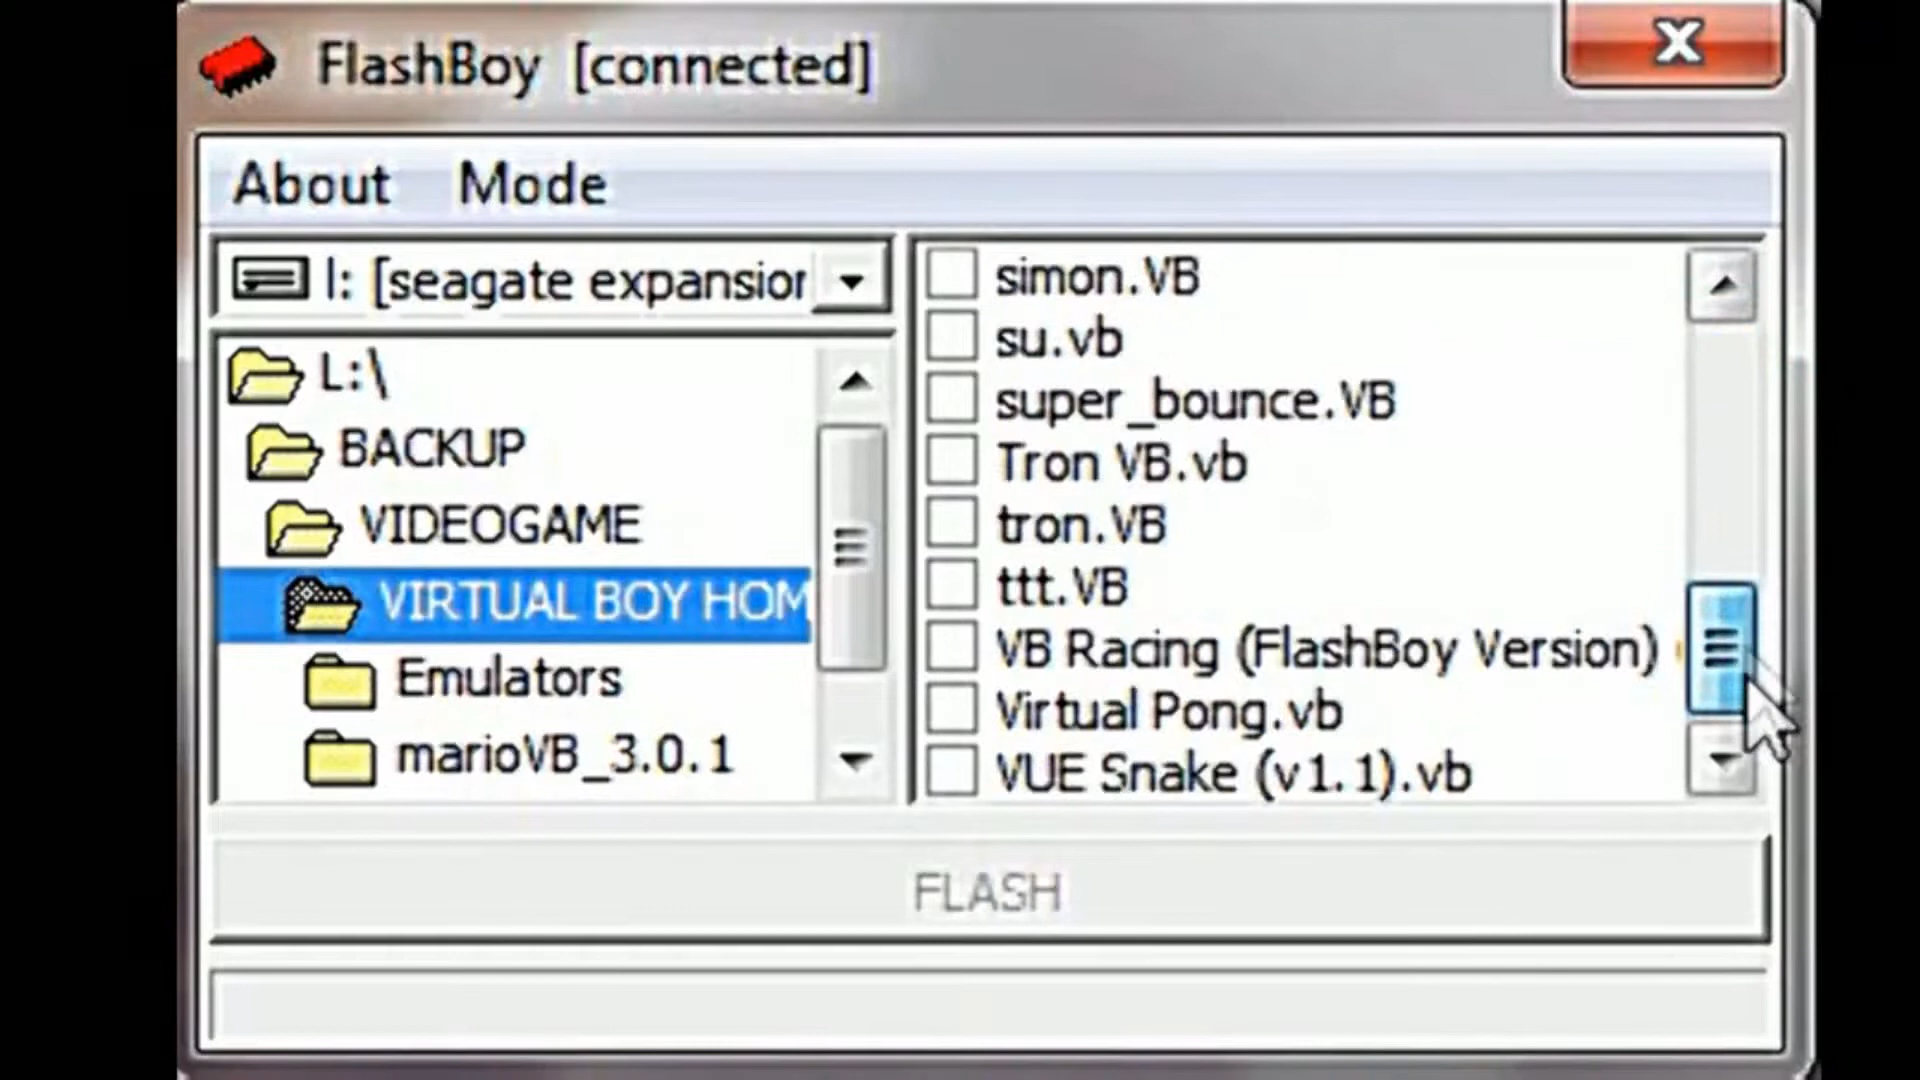 FlashBoy [connected]
About Mode
l: [seagate expansion
L:\
BACKUP
VIDEOGAME
VIRTUAL BOY HOM
Emulators
marioVB_3.0.1
simon.VB
su.vb
super_bounce.VB
Tron VB.vb
tron.VB
ttt.VB
VB Racing (FlashBoy Version)
Virtual Pong.vb
VUE Snake (v1.1).vb
FLASH